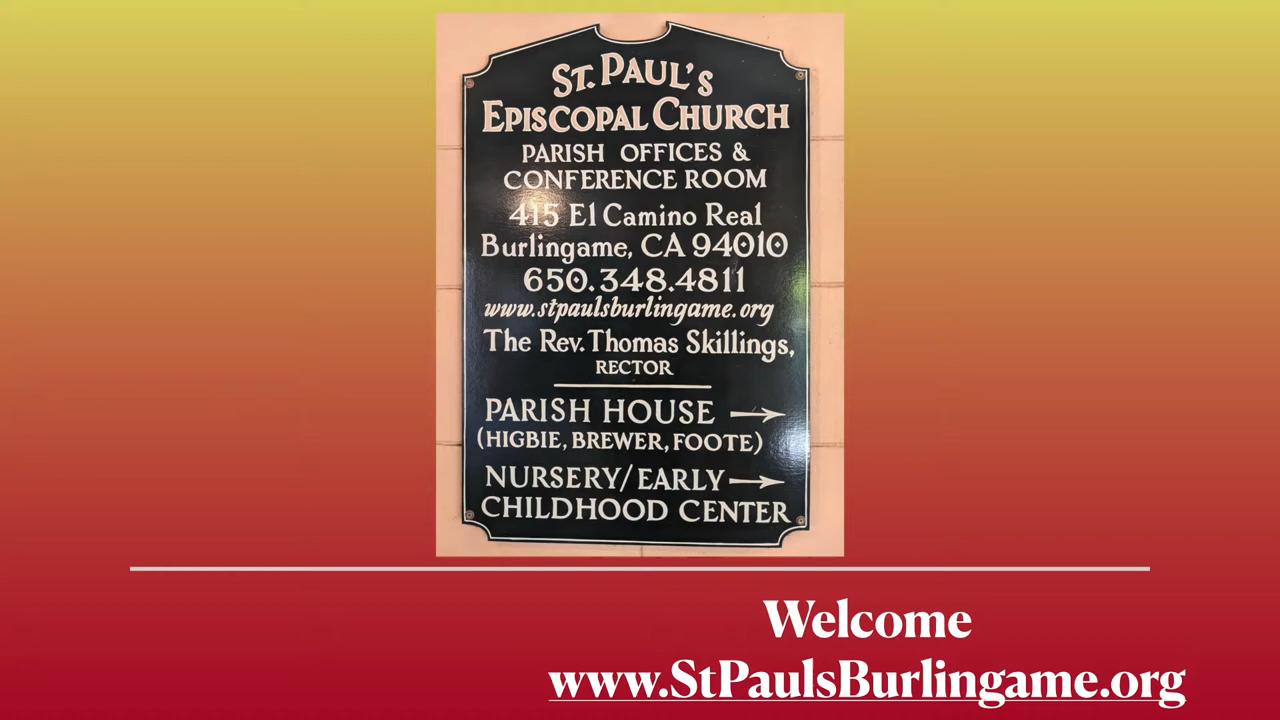 St. Paul's
Episcopal Church
PARISH OFFICES &
CONFERENCE ROOM
415 El Camino Real
Burlingame, CA 94010
650.348.4811
www.stpaulsburlingame.org
The Rev. Thomas Skillings,
RECTOR
PARISH HOUSE →
(HIGBIE, BREWER, FOOTE)
NURSERY/EARLY →
CHILDHOOD CENTER
Welcome
www.StPaulsBurlingame.org